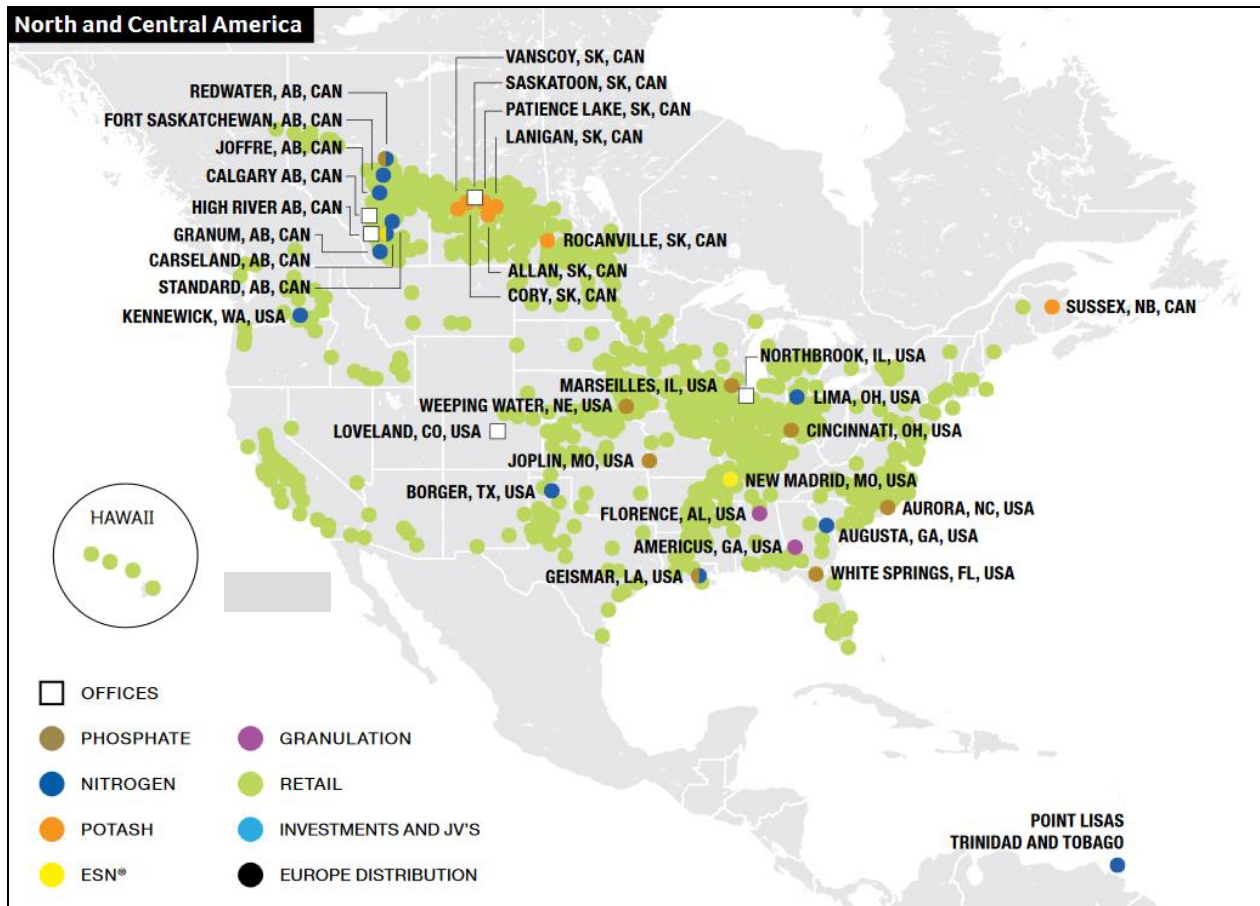 North and Central America
VANSCOY, SK, CAN
SASKATOON, SK, CAN
PATIENCE LAKE, SK, CAN
LANIGAN, SK, CAN
REDWATER, AB, CAN
FORT SASKATCHEWAN, AB, CAN
JOFFRE, AB, CAN
CALGARY AB, CAN
HIGH RIVER AB, CAN
GRANUM, AB, CAN
CARSELAND, AB, CAN
STANDARD, AB, CAN
KENNEWICK, WA, USA
ROCANVILLE, SK, CAN
ALLAN, SK, CAN
CORY, SK, CAN
SUSSEX, NB, CAN
NORTHBROOK, IL, USA
MARSEILLES, IL, USA
LIMA, OH, USA
WEEPING WATER, NE, USA
LOVELAND, CO, USA
CINCINNATI, OH, USA
JOPLIN, MO, USA
NEW MADRID, MO, USA
BORGER, TX, USA
AURORA, NC, USA
FLORENCE, AL, USA
AUGUSTA, GA, USA
AMERICUS, GA, USA
GEISMAR, LA, USA
WHITE SPRINGS, FL, USA
HAWAII
OFFICES
PHOSPHATE
NITROGEN
POTASH
ESN®
GRANULATION
RETAIL
INVESTMENTS AND JV'S
EUROPE DISTRIBUTION
POINT LISAS
TRINIDAD AND TOBAGO